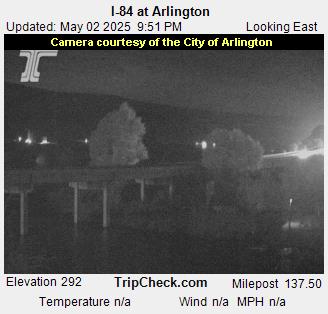 I-84 at Arlington
Updated: May 02 2025 9:51 PM Looking East
Camera courtesy of the City of Arlington
Elevation 292 TripCheck.com Milepost 137.50
Temperature n/a Wind n/a MPH n/a